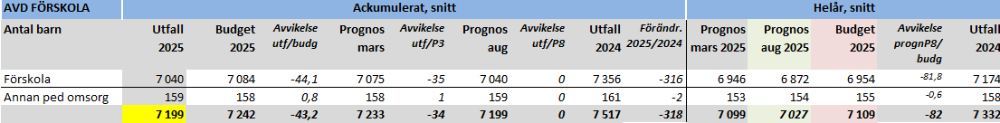 AVD FÖRSKOLA Ackumulerat, snitt Helår, snitt
Antal barn Utfall 2025 Budget 2025 Avvikelse utf/budg Prognos mars Avvikelse utf/P3 Prognos aug Avvikelse utf/P8 Utfall 2024 Förändr. 2025/2024 Prognos mars 2025 Prognos aug 2025 Budget 2025 Avvikelse prognP8/ budg Utfall 2024
Förskola 7 040 7 084 -44,1 7 075 -35 7 040 0 7 356 -316 6 946 6 872 6 954 -81,8 7 174
Annan ped omsorg 159 158 0,8 158 1 159 0 161 -2 153 154 155 -0,6 158
7 199 7 242 -43,2 7 233 -34 7 199 0 7 517 -318 7 099 7 027 7 109 -82 7 332